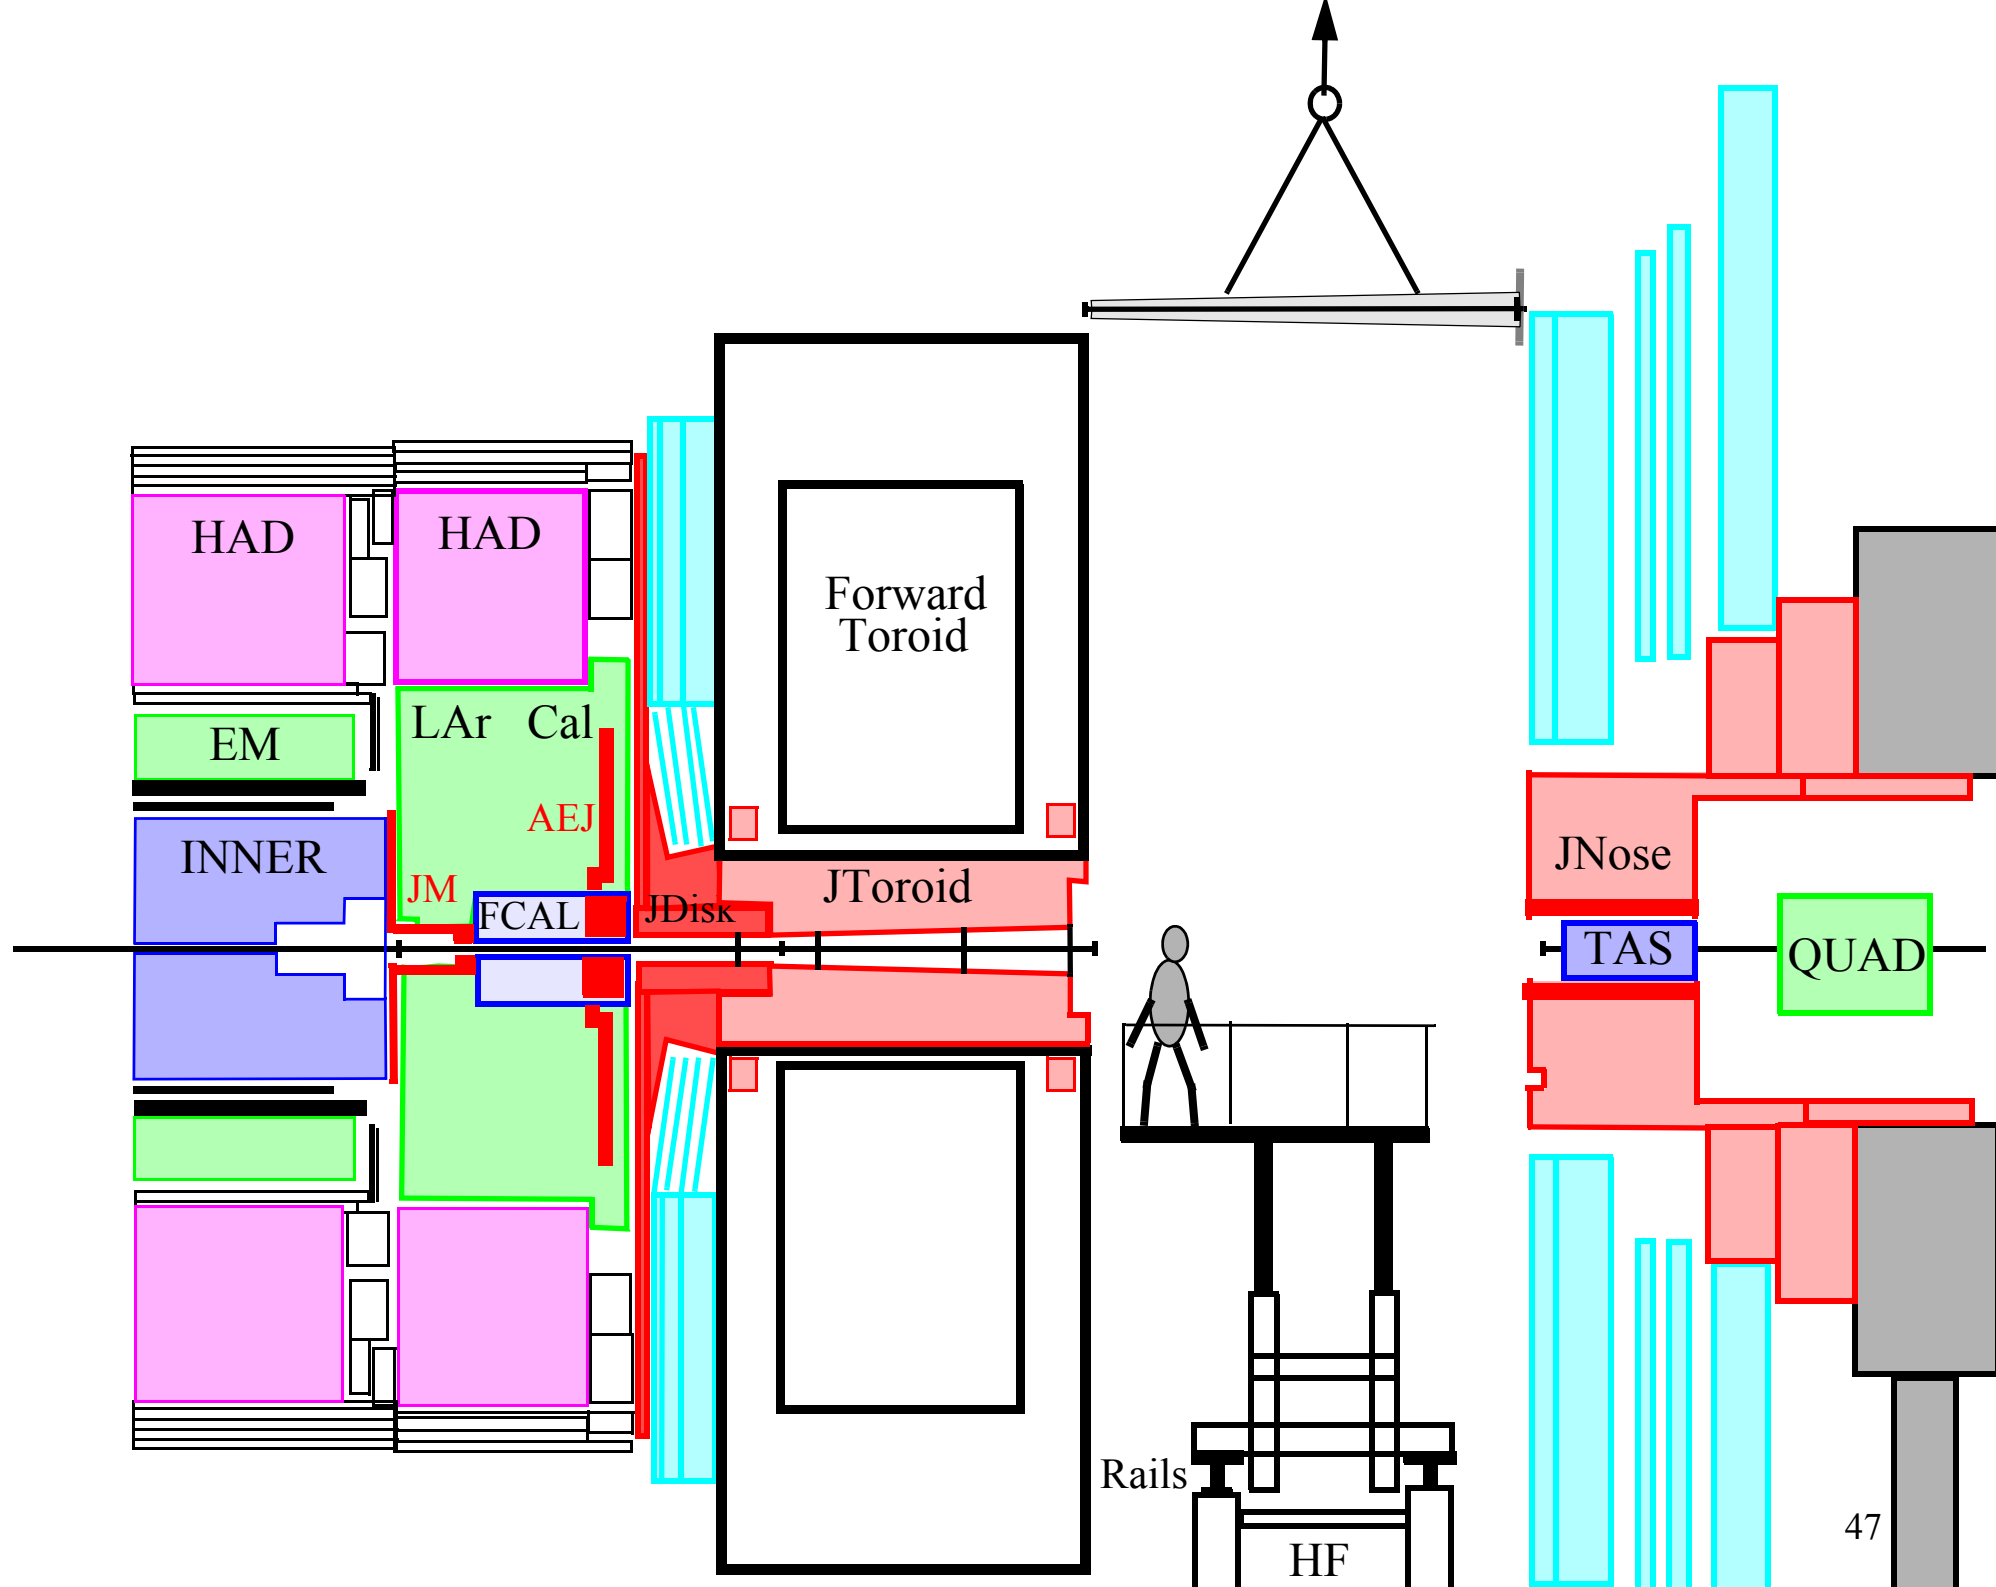 HAD
HAD
Forward
Toroid
LAr Cal
EM
AEJ
INNER
JM
FCAL
JDisk
JToroid
JNose
TAS
QUAD
Rails
HF
47